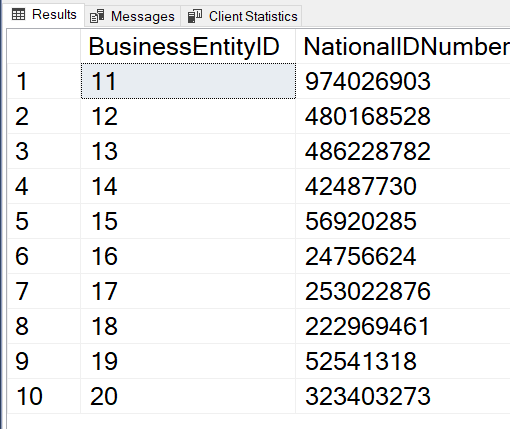 Results Messages Client Statistics
BusinessEntityID NationalIDNumber
1 11 974026903
2 12 480168528
3 13 486228782
4 14 42487730
5 15 56920285
6 16 24756624
7 17 253022876
8 18 222969461
9 19 52541318
10 20 323403273